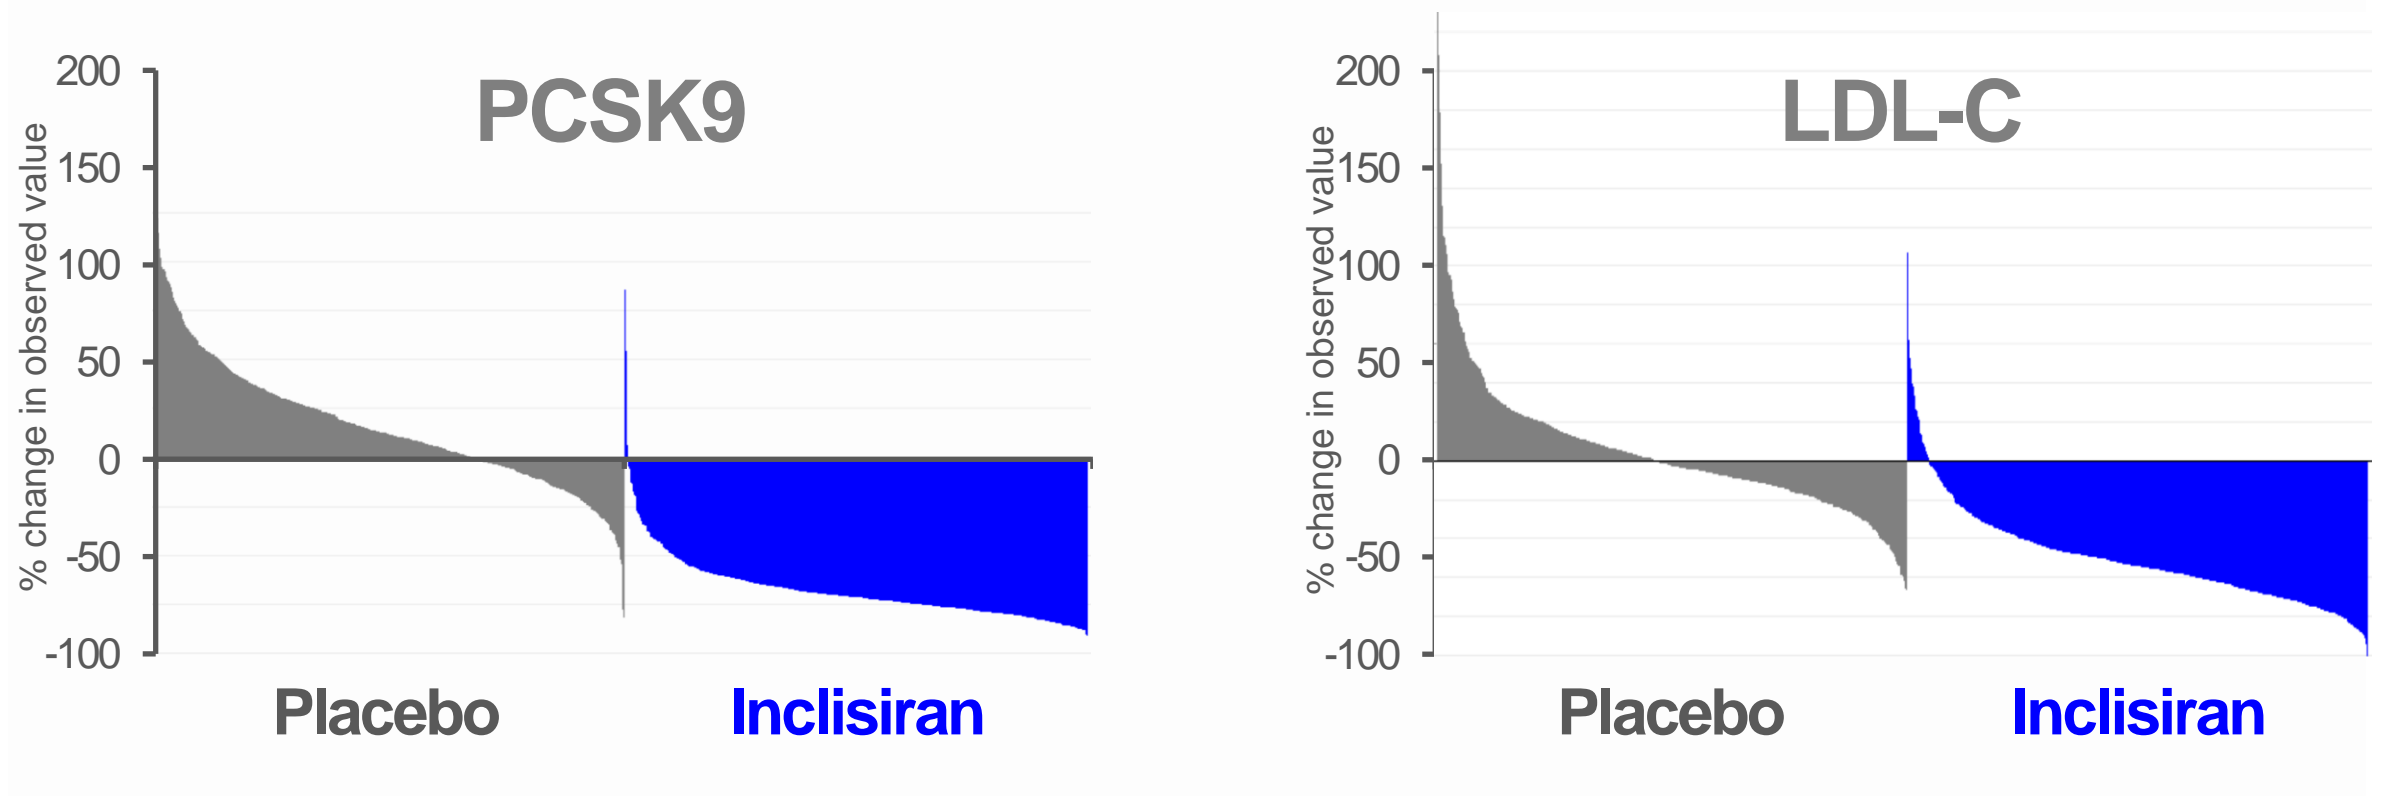 PCSK9
% change in observed value
200
150
100
50
0
-50
-100
Placebo
Inclisiran
LDL-C
% change in observed value
200
150
100
50
0
-50
-100
Placebo
Inclisiran